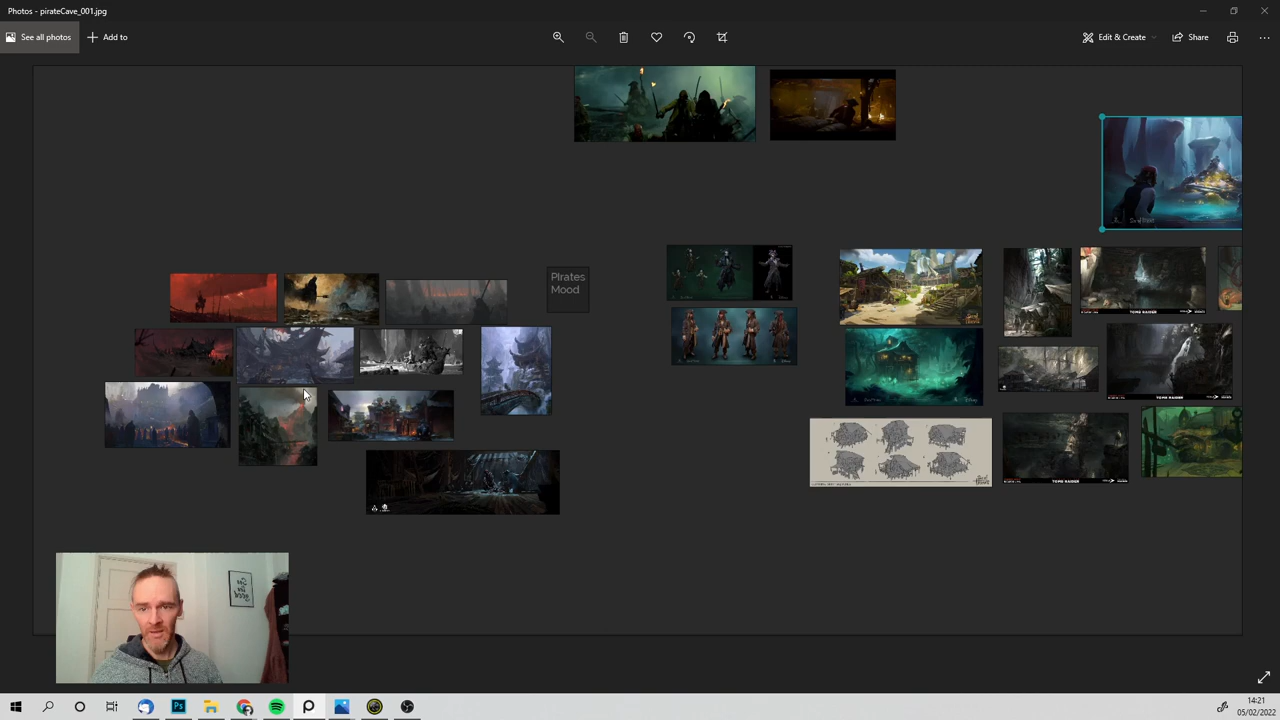 Photos - pirateCave_001.jpg
See all photos
Add to
Edit & Create
Share
Pirates
Mood
TOMB RAIDER
TOMB RAIDER
TOMB RAIDER
Ps
14:21
05/02/2022